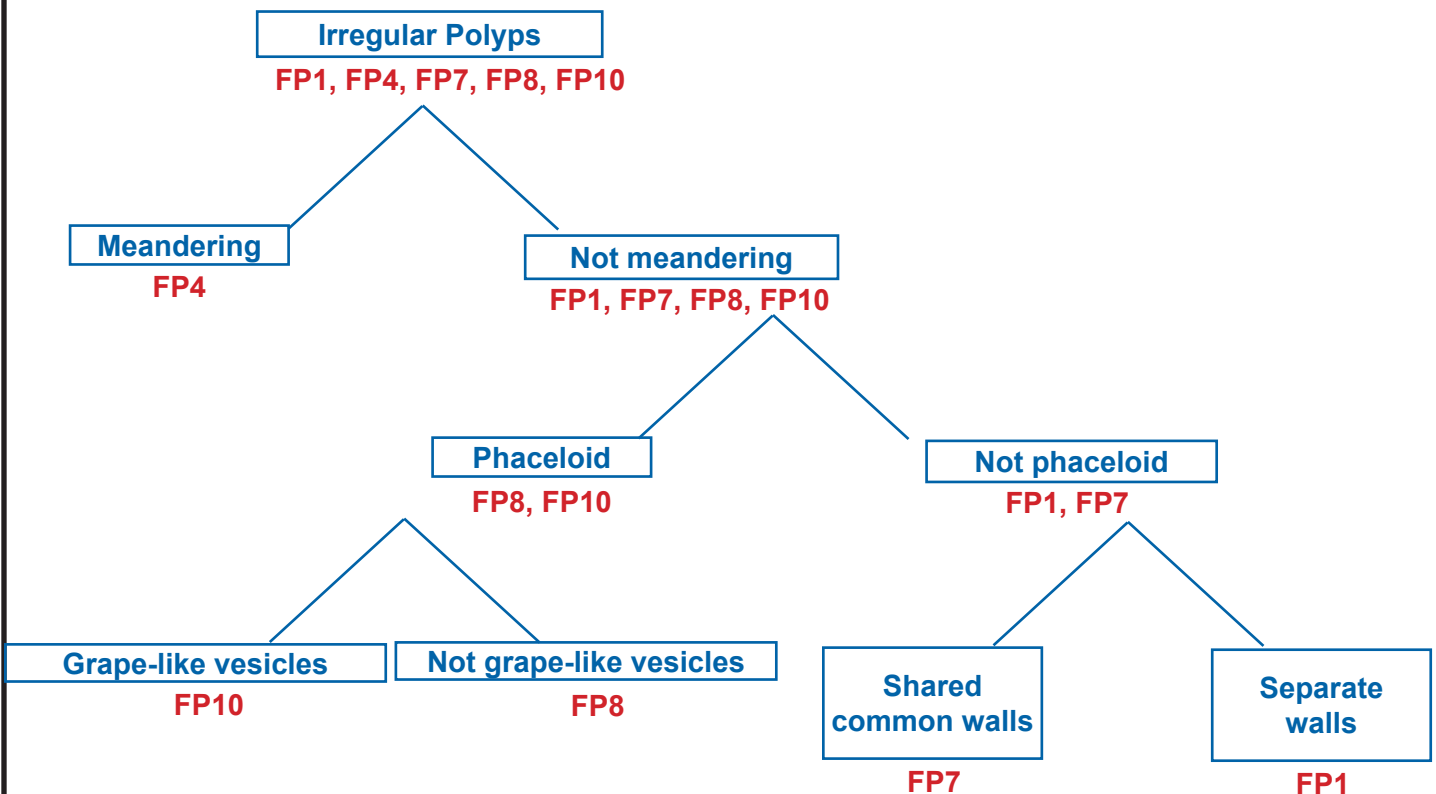 Irregular Polyps
FP1, FP4, FP7, FP8, FP10
Meandering
FP4
Not meandering
FP1, FP7, FP8, FP10
Phaceloid
FP8, FP10
Not phaceloid
FP1, FP7
Grape-like vesicles
FP10
Not grape-like vesicles
FP8
Shared
common walls
FP7
Separate
walls
FP1